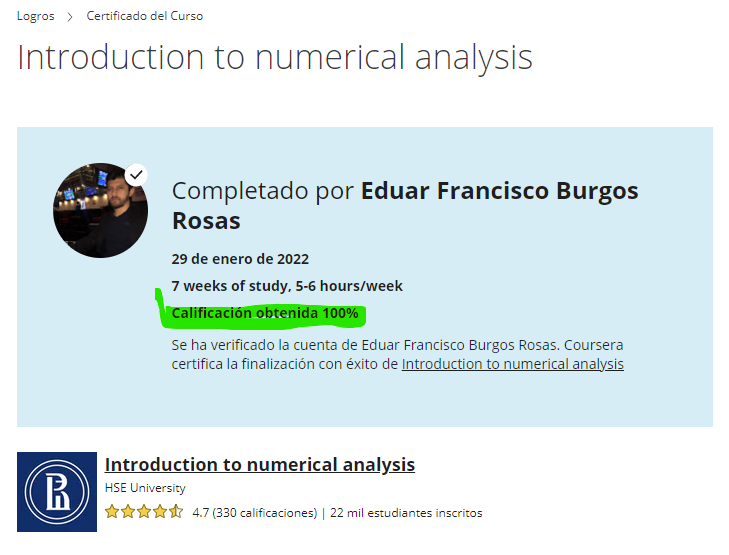 Logros > Certificado del Curso
Introduction to numerical analysis
Completado por Eduar Francisco Burgos
Rosas
29 de enero de 2022
7 weeks of study, 5-6 hours/week
Calificación obtenida 100%
Se ha verificado la cuenta de Eduar Francisco Burgos Rosas. Coursera
certifica la finalización con éxito de Introduction to numerical analysis
Introduction to numerical analysis
HSE University
4.7 (330 calificaciones) | 22 mil estudiantes inscritos